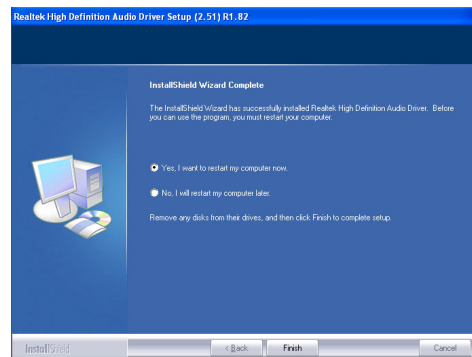 Realtek High Definition Audio Driver Setup (2.51) R1.82
InstallShield Wizard Complete
The InstallShield Wizard has successfully installed Realtek High Definition Audio Driver. Before
you can use the program, you must restart your computer.
Yes, I want to restart my computer now.
No, I will restart my computer later.
Remove any disks from their drives, and then click Finish to complete setup.
InstallShield
< Back
Finish
Cancel